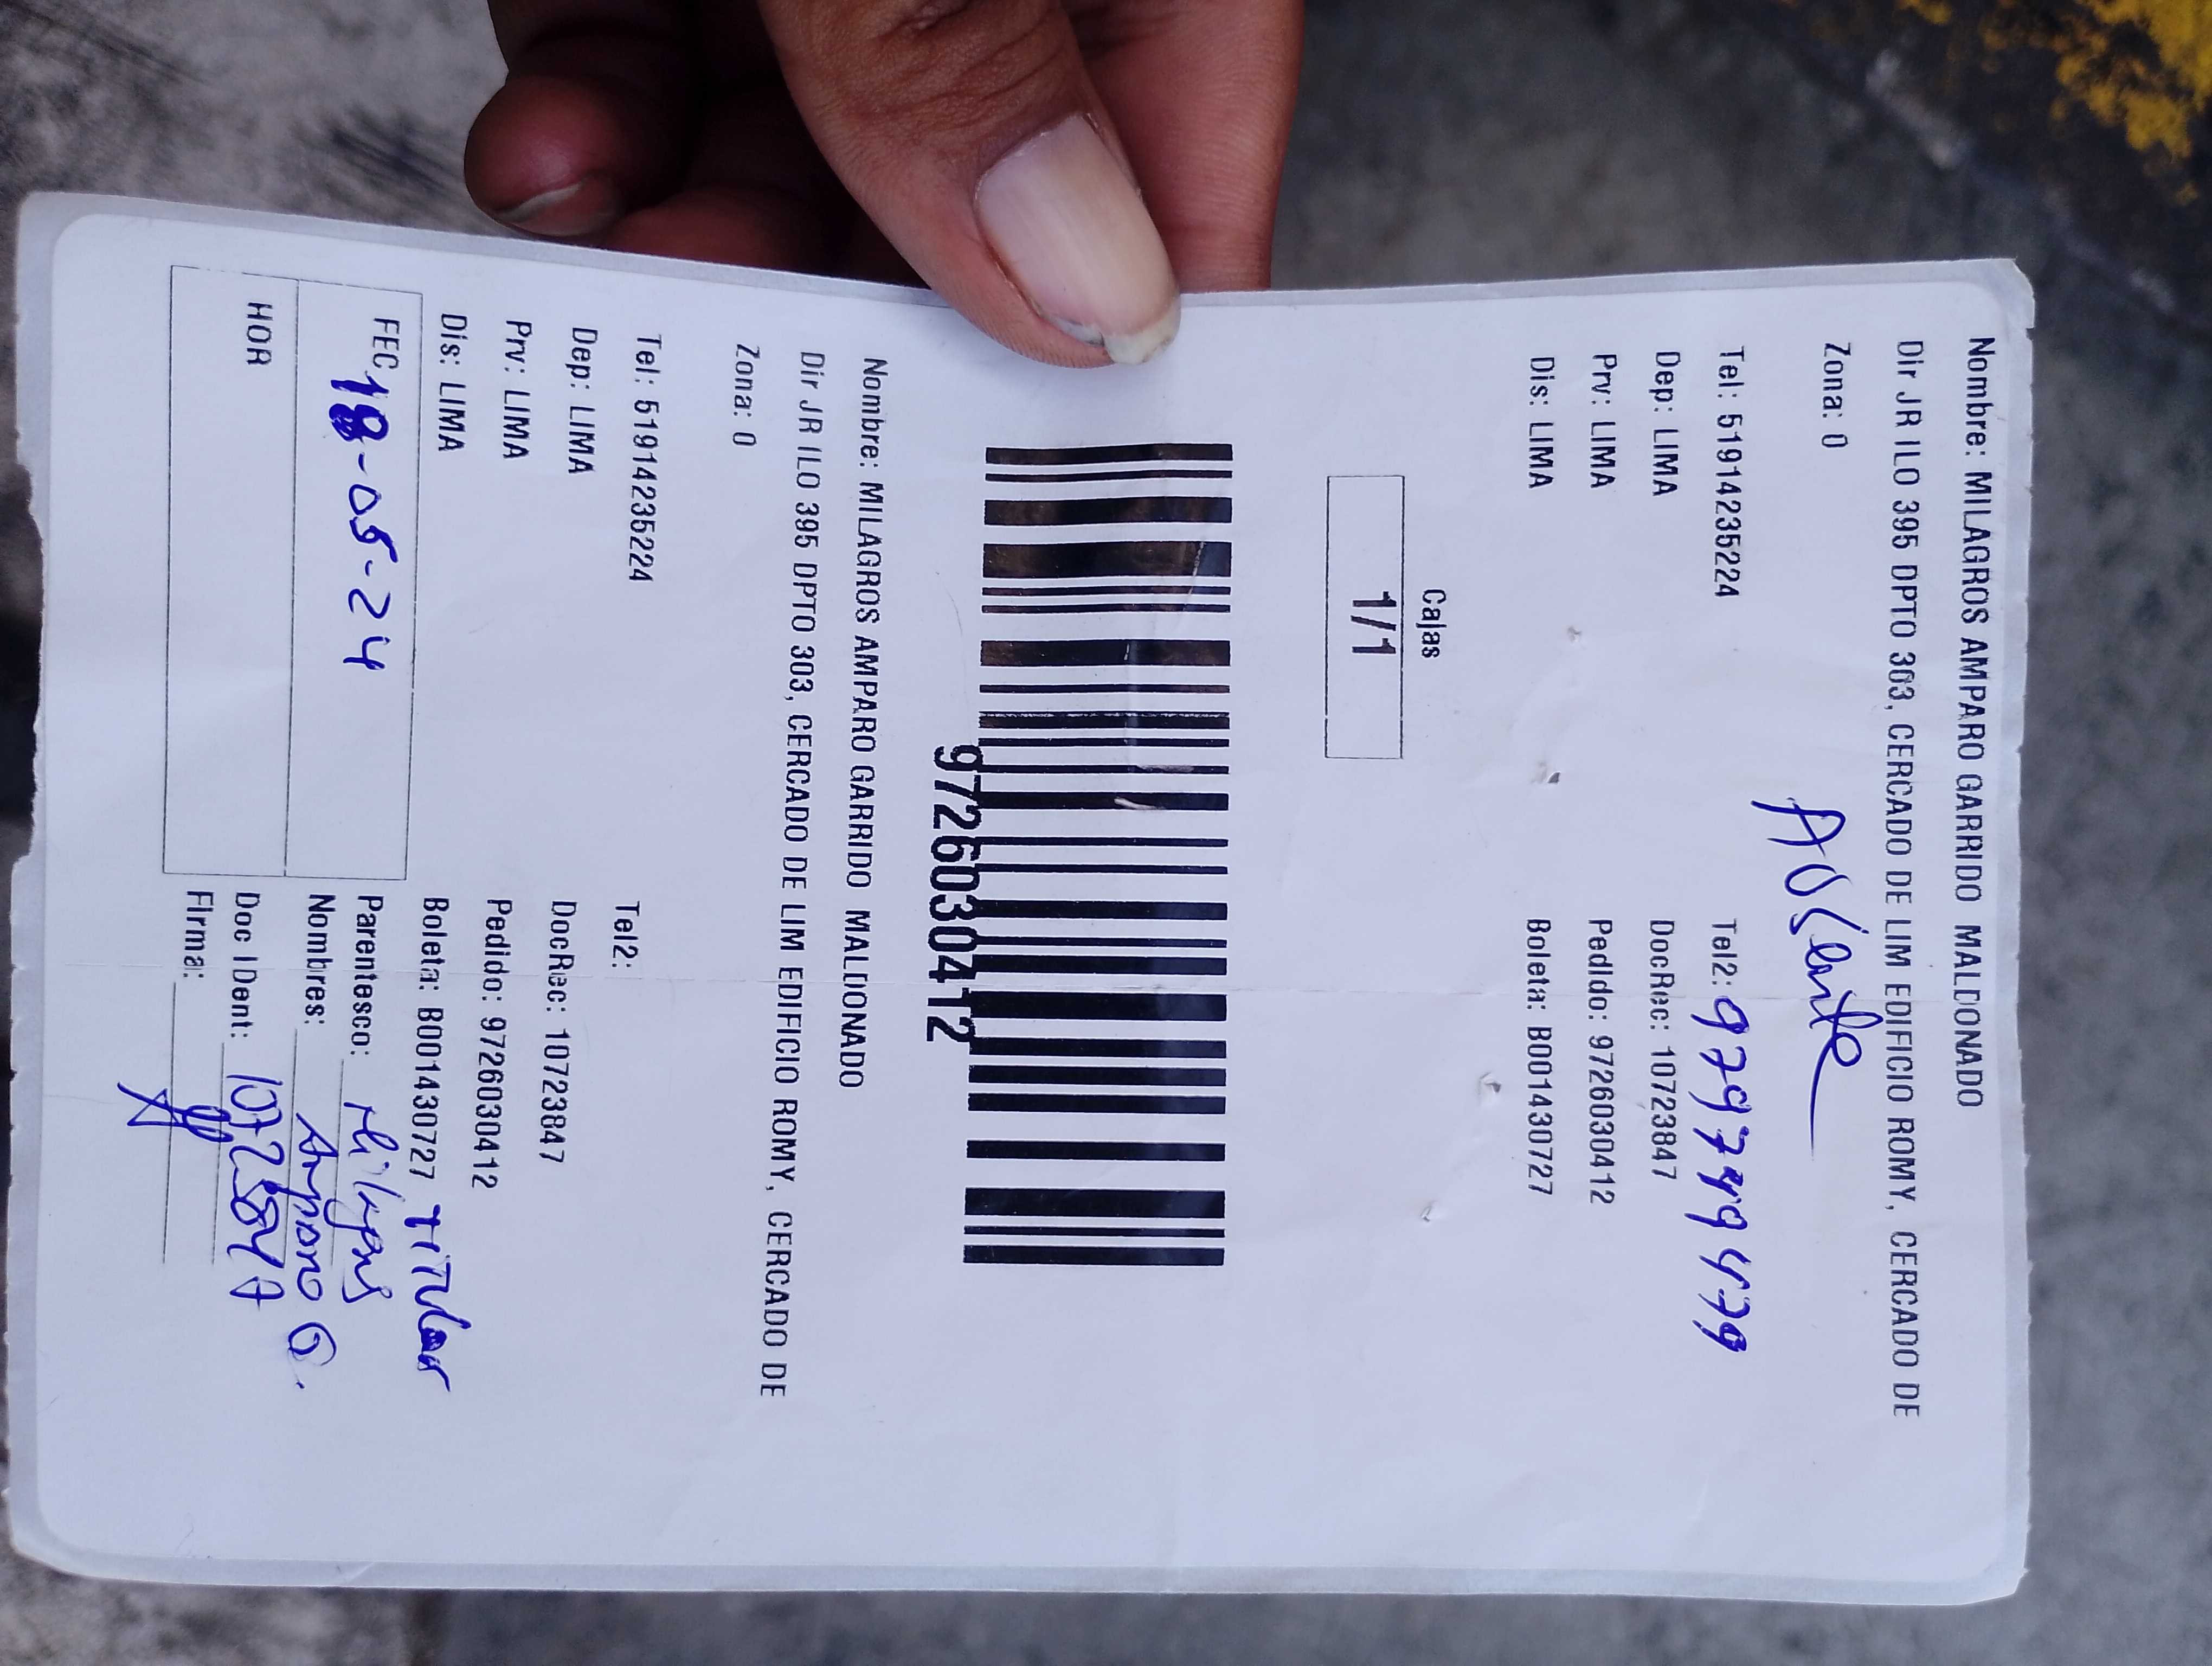 Nombre: MILAGROS AMPARO GARRIDO MALDONADO
Dir JR ILO 395 DPTO 303, CERCADO DE LIM EDIFICIO ROMY, CERCADO DE
Zona: 0
AUSente
Tel: 51914235224 Tel2:
Dep: LIMA DocRec: 10723847
Prv: LIMA Pedido: 9726030412
Dis: LIMA Boleta: B001430727
Cajas
1/1
9726030412
Nombre: MILAGROS AMPARO GARRIDO MALDONADO
Dir JR ILO 395 DPTO 303, CERCADO DE LIM EDIFICIO ROMY, CERCADO DE
Zona: 0
Tel: 51914235224 Tel2:
Dep: LIMA DocRec: 10723847
Prv: LIMA Pedido: 9726030412
Dis: LIMA Boleta: B001430727 TiTular
FEC 18-05-24 Parentesco: Milagros
Nombres: Amparo G.
HOR Doc IDent: 10723847
Firma: